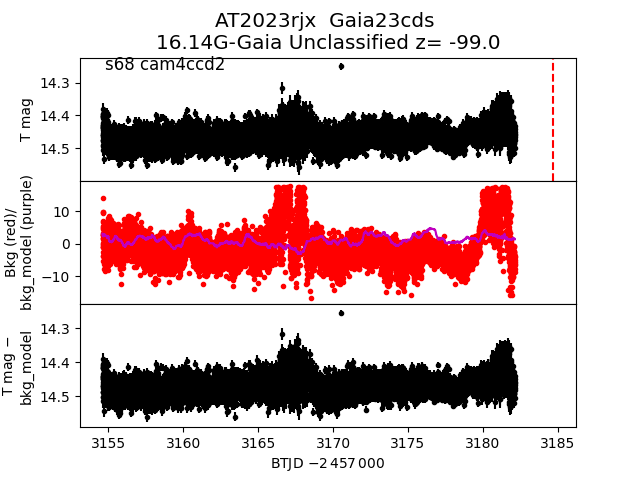 AT2023rjx  Gaia23cds
16.14G-Gaia Unclassified z= -99.0
s68 cam4ccd2
T mag
14.3
14.4
14.5
Bkg (red)/
bkg_model (purple)
10
0
−10
T mag −
bkg_model
14.3
14.4
14.5
3155 3160 3165 3170 3175 3180 3185
BTJD −2 457 000